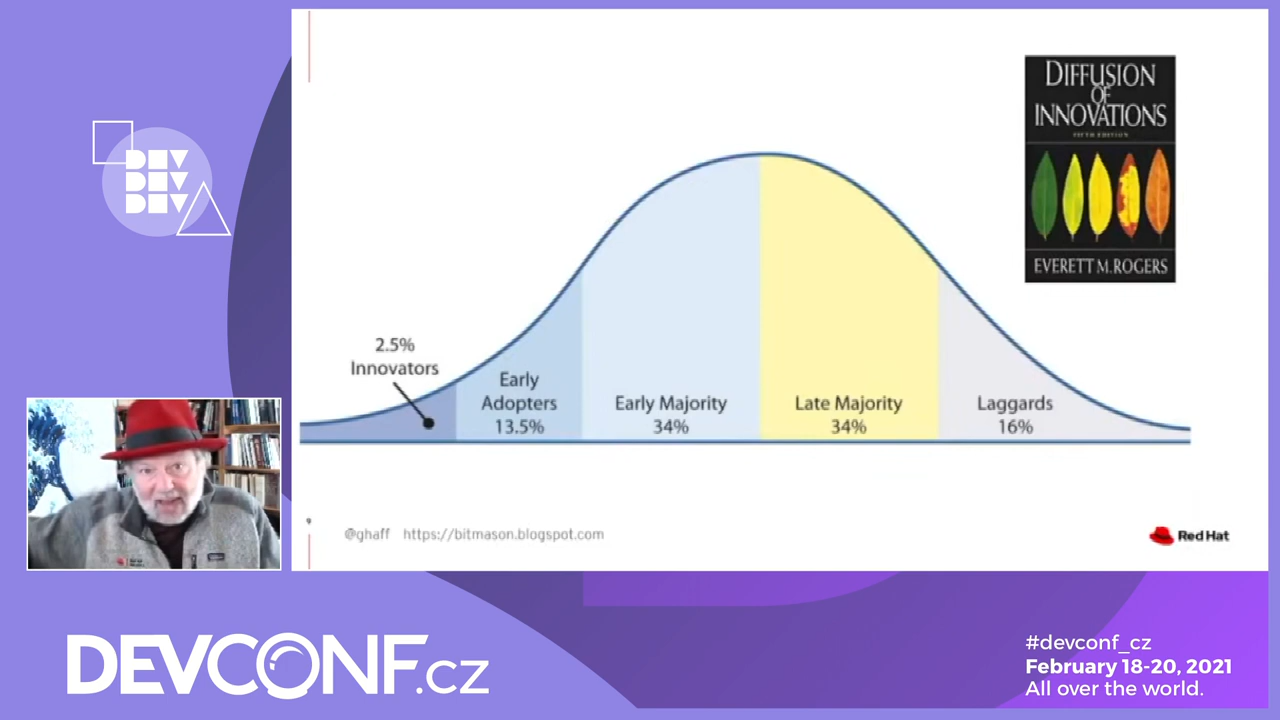 DEV
DEV
DEV
DIFFUSION
OF
INNOVATIONS
FIFTH EDITION
EVERETT M. ROGERS
2.5%
Innovators
Early
Adopters
13.5%
Early Majority
34%
Late Majority
34%
Laggards
16%
@ghaff https://bitmason.blogspot.com
Red Hat
DEVCONF.cz
#devconf_cz
February 18-20, 2021
All over the world.